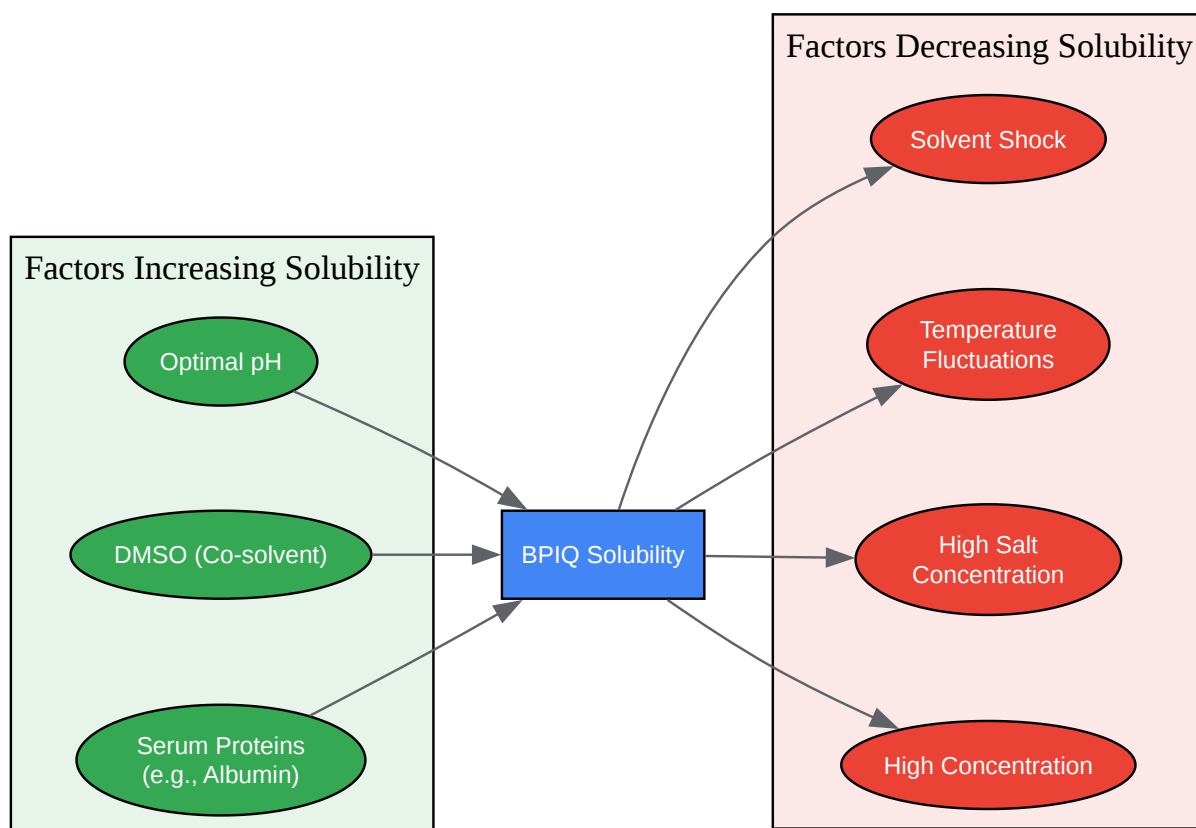 Factors Increasing Solubility
Optimal pH
DMSO (Co-solvent)
Serum Proteins
(e.g., Albumin)
BPIQ Solubility
Factors Decreasing Solubility
Solvent Shock
Temperature
Fluctuations
High Salt
Concentration
High Concentration